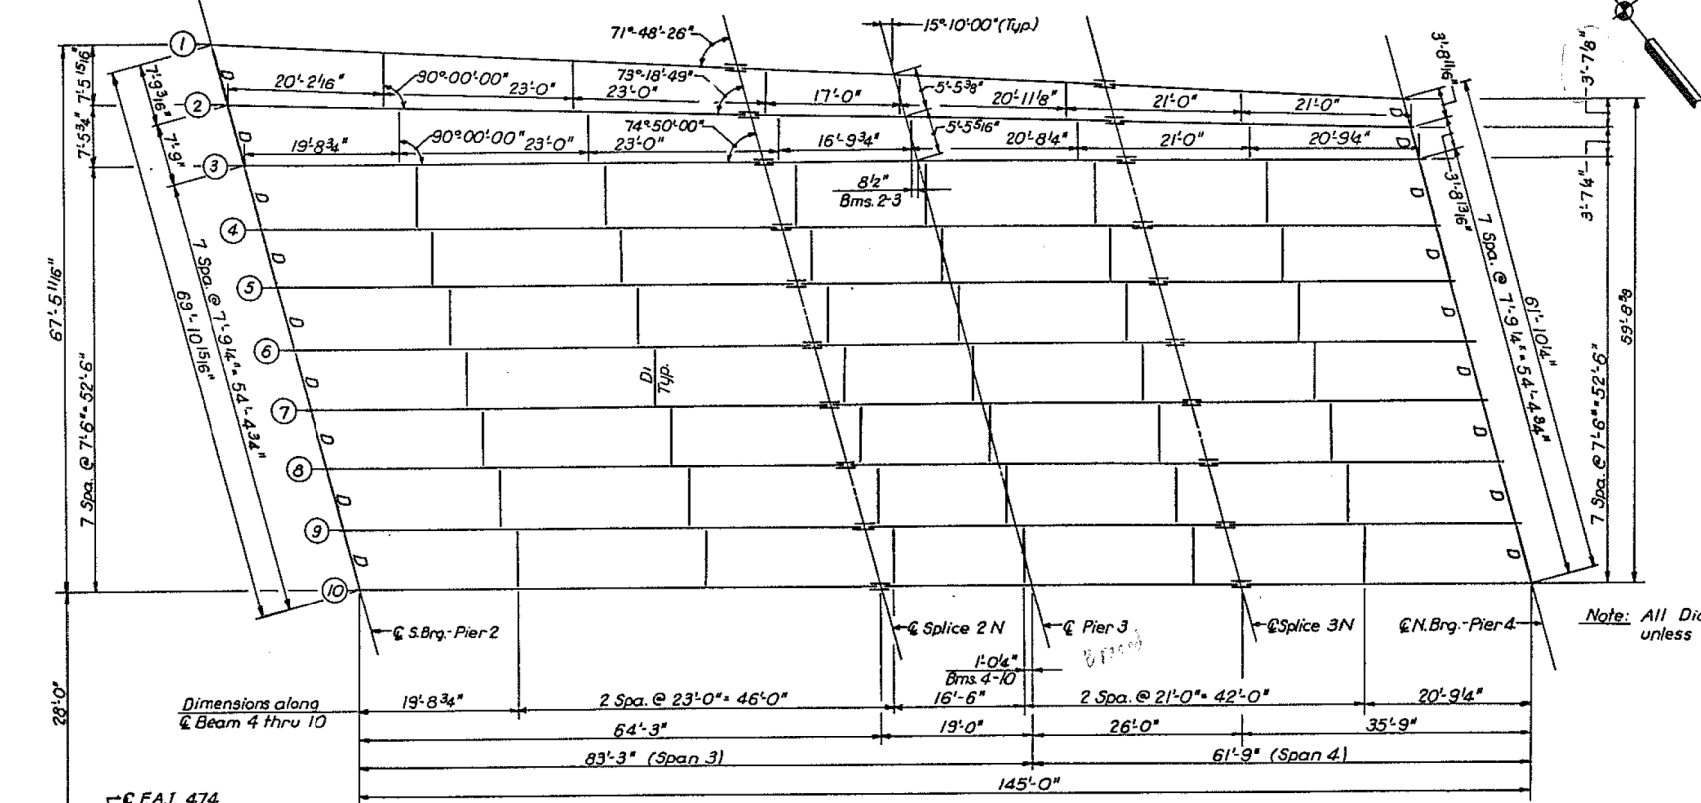 71°-48'-26"
15°-10'-00" (Typ.)
3'-8 11/16"
3'-7 7/8"
1
7'-5 15/16"
7'-9 3/16"
D
20'-2 1/16"
90°-00'-00"
23'-0"
73°-18'-49"
23'-0"
17'-0"
5'-5 3/8"
20'-11 1/8"
21'-0"
21'-0"
D
2
7'-5 3/4"
7'-9"
D
19'-8 3/4"
90°-00'-00"
23'-0"
74°-50'-00"
23'-0"
16'-9 3/4"
5'-5 5/16"
20'-8 1/4"
21'-0"
20'-9 1/4"
D
3
8 1/2"
Bms. 2-3
3'-8 13/16"
3'-7 1/4"
D
D
4
D
D
5
67'-5 11/16"
69'-10 15/16"
7 Spa. @ 7'-9 1/4" = 54'-4 3/4"
7 Spa. @ 7'-6" = 52'-6"
D
D
7 Spa. @ 7'-9 1/4" = 54'-4 3/4"
61'-10 1/4"
7 Spa. @ 7'-6" = 52'-6"
59'-8 3/8"
6
D1
Typ.
D
D
7
D
D
8
D
D
9
D
D
10
℄ S. Brg.-Pier 2
℄ Splice 2 N
℄ Pier 3
℄ Splice 3N
℄ N. Brg.-Pier 4
Note: All Dia
unless
1'-0 1/4"
Bms. 4-10
28'-0"
Dimensions along
℄ Beam 4 thru 10
19'-8 3/4"
2 Spa. @ 23'-0" = 46'-0"
16'-6"
2 Spa. @ 21'-0" = 42'-0"
20'-9 1/4"
64'-3"
19'-0"
26'-0"
35'-9"
83'-3" (Span 3)
61'-9" (Span 4)
145'-0"
℄ F.A.I. 474